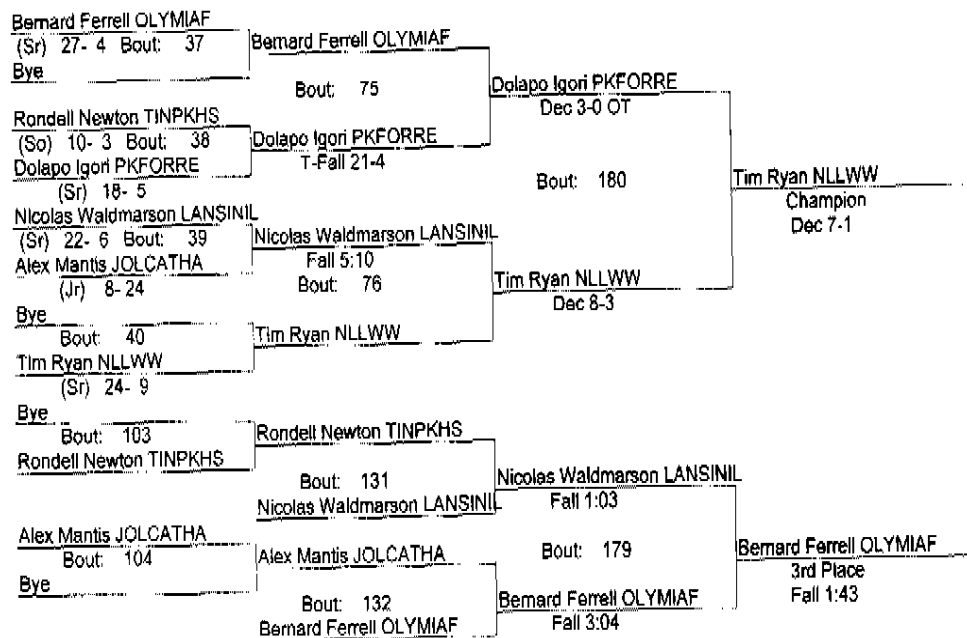 Bernard Ferrell OLYMIAF
(Sr) 27- 4 Bout: 37
Bye
Bernard Ferrell OLYMIAF
Bout: 75
Rondell Newton TINPKHS
(So) 10- 3 Bout: 38
Dolapo Igori PKFORRE
(Sr) 18- 5
Dolapo Igori PKFORRE
T-Fall 21-4
Dolapo Igori PKFORRE
Dec 3-0 OT
Bout: 180
Nicolas Waldmarson LANSINIL
(Sr) 22- 6 Bout: 39
Alex Mantis JOLCATHA
(Jr) 8- 24
Nicolas Waldmarson LANSINIL
Fall 5:10
Bout: 76
Bye
Bout: 40
Tim Ryan NLLWW
(Sr) 24- 9
Tim Ryan NLLWW
Tim Ryan NLLWW
Dec 8-3
Tim Ryan NLLWW
Champion
Dec 7-1
Bye
Bout: 103
Rondell Newton TINPKHS
Rondell Newton TINPKHS
Bout: 131
Nicolas Waldmarson LANSINIL
Nicolas Waldmarson LANSINIL
Fall 1:03
Bout: 179
Alex Mantis JOLCATHA
Bout: 104
Bye
Alex Mantis JOLCATHA
Bout: 132
Bernard Ferrell OLYMIAF
Bernard Ferrell OLYMIAF
Fall 3:04
Bernard Ferrell OLYMIAF
3rd Place
Fall 1:43